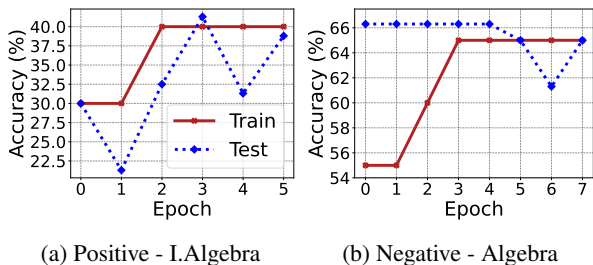 Accuracy (%)
40.0
37.5
35.0
32.5
30.0
27.5
25.0
22.5
0 1 2 3 4 5
Epoch
Train
Test
Accuracy (%)
66
64
62
60
58
56
54
0 1 2 3 4 5 6 7
Epoch
(a) Positive - I.Algebra
(b) Negative - Algebra